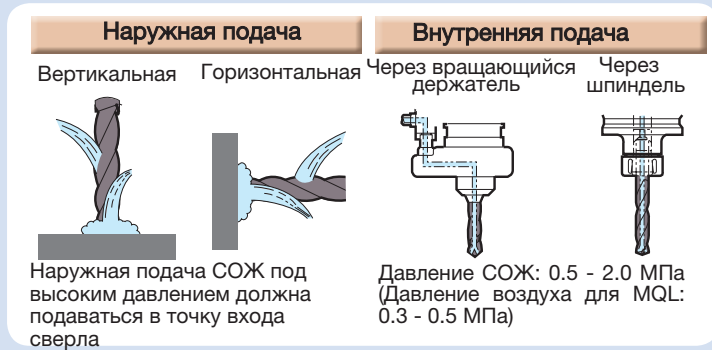 Наружная подача
Внутренняя подача
Вертикальная
Горизонтальная
Через вращающийся
держатель
Через
шпиндель
Наружная подача СОЖ под
высоким давлением должна
подаваться в точку входа
сверла
Давление СОЖ: 0.5 - 2.0 МПа
(Давление воздуха для MQL:
0.3 - 0.5 МПа)